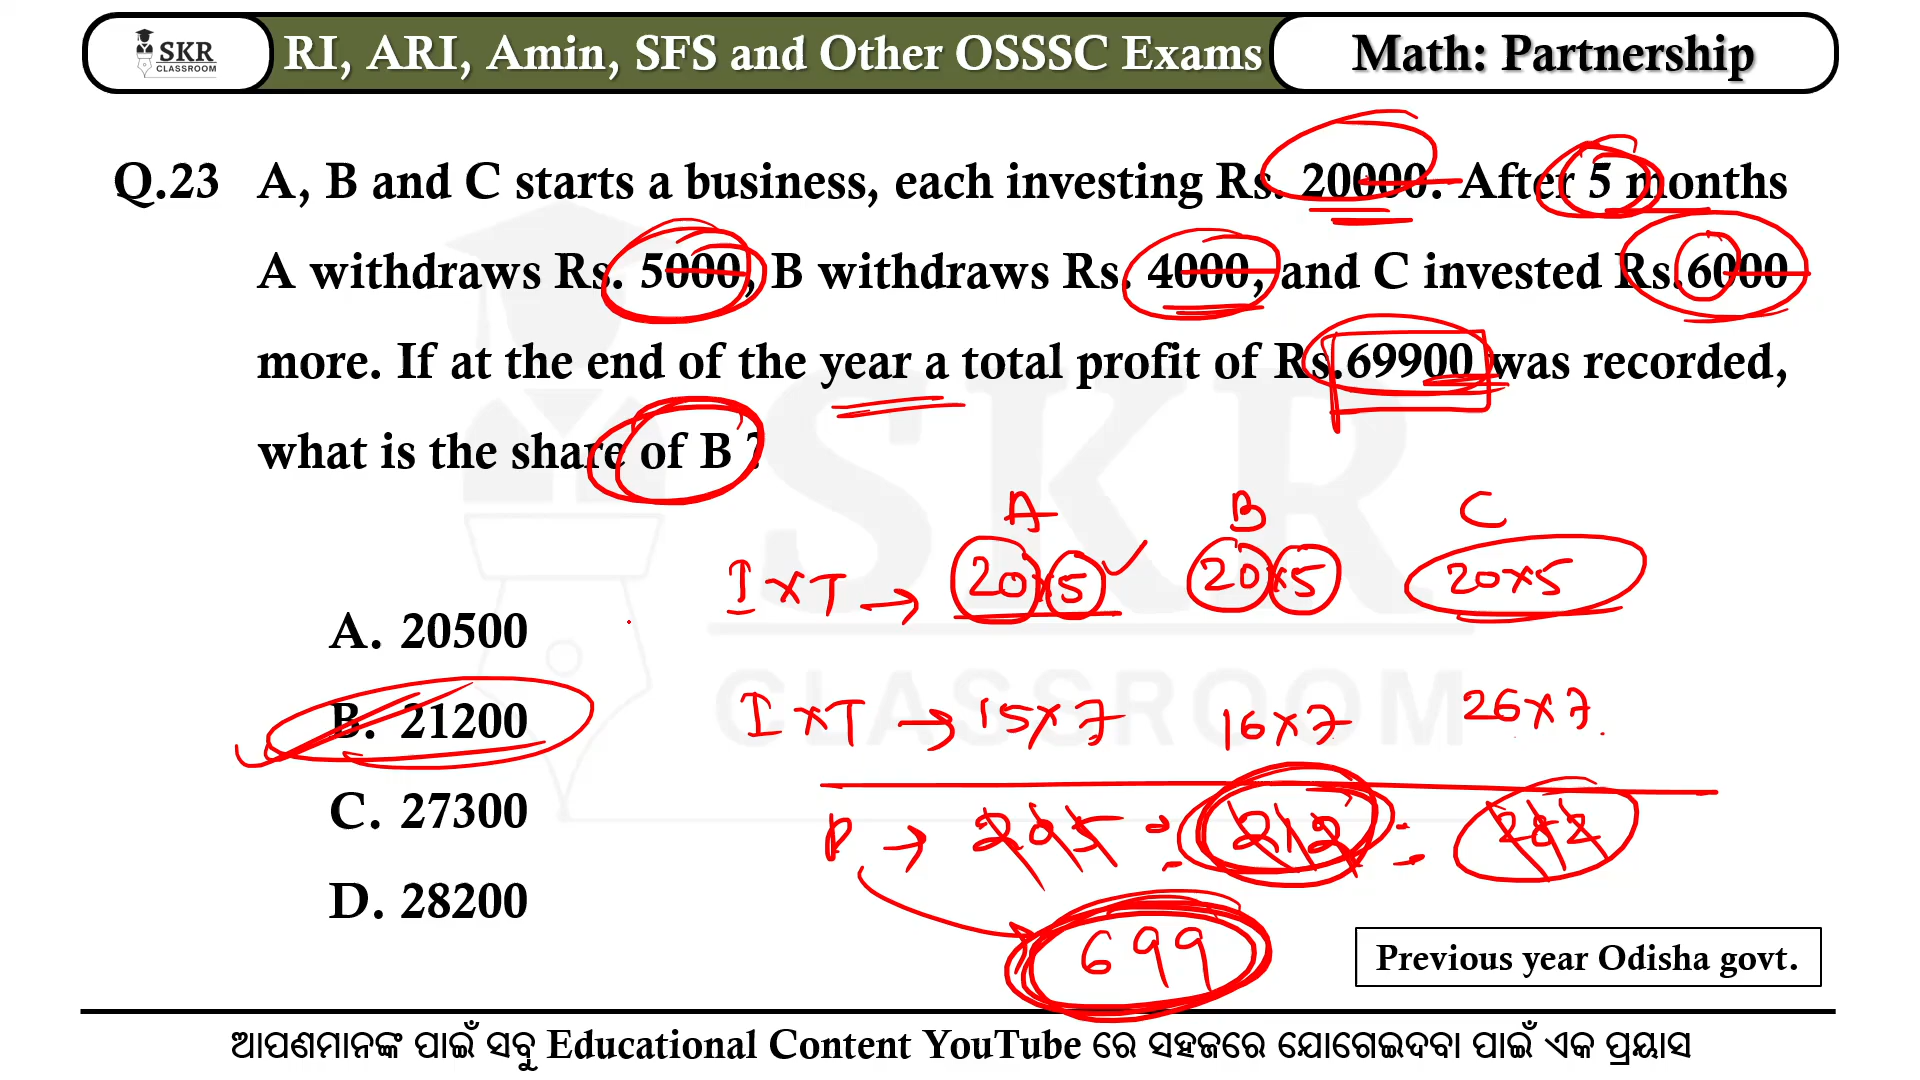 SKR
CLASSROOM
RI, ARI, Amin, SFS and Other OSSSC Exams
Math: Partnership
Q.23 A, B and C starts a business, each investing Rs. 20000. After 5 months
A withdraws Rs. 5000, B withdraws Rs. 4000, and C invested Rs.6000
more. If at the end of the year a total profit of Rs.69900 was recorded,
what is the share of B ?
A B C
I×T → 20×5 20×5 20×5
A. 20500
I×T → 15×7 16×7 26×7
B. 21200
C. 27300
P → 205 : 212 : 282
D. 28200
699
SKR
CLASSROOM
Previous year Odisha govt.
ଆପଣମାନଙ୍କ ପାଇଁ ସବୁ Educational Content YouTube ରେ ସହଜରେ ଯୋଗେଇଦବା ପାଇଁ ଏକ ପ୍ରୟାସ